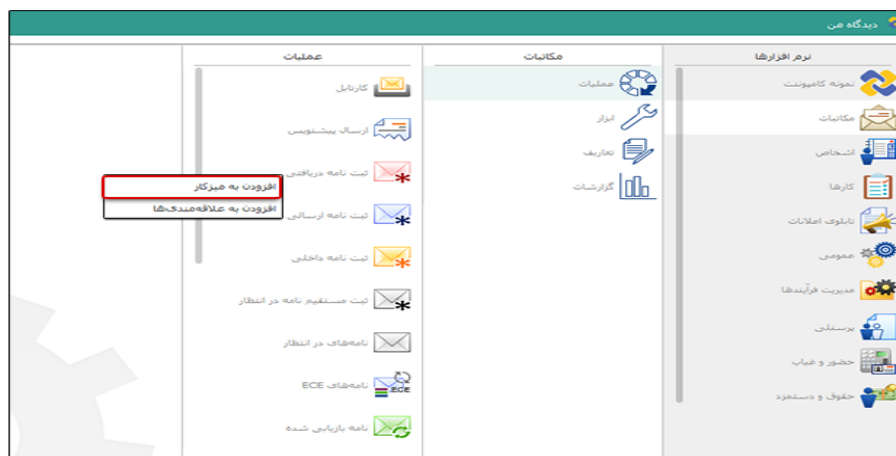 دیدگاه من
نرم افزارها
نمونه کامپوننت
مکاتبات
اشخاص
کارها
تابلوی اعلانات
عمومی
مدیریت فرآیندها
پرسنلی
حضور و غیاب
حقوق و دستمزد
مکاتبات
عملیات
ابزار
تعاریف
گزارشات
عملیات
کارتابل
ارسال پیشنویس
ثبت نامه دریافتی
ثبت نامه ارسالی
ثبت نامه داخلی
ثبت مستقیم نامه در انتظار
نامه‌های در انتظار
نامه‌های ECE
نامه بازیابی شده
افزودن به میزکار
افزودن به علاقه‌مندی‌ها
ECE